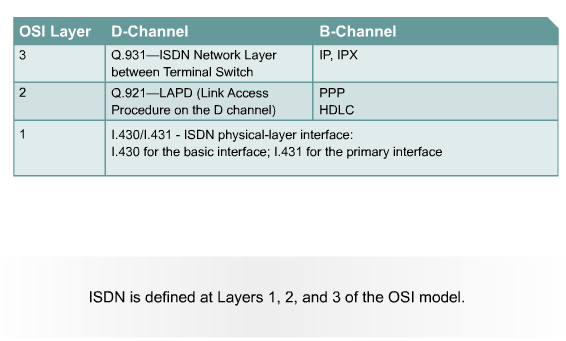 OSI Layer D-Channel B-Channel
3 Q.931—ISDN Network Layer IP, IPX
between Terminal Switch
2 Q.921—LAPD (Link Access PPP
Procedure on the D channel) HDLC
1 I.430/I.431 - ISDN physical-layer interface:
I.430 for the basic interface; I.431 for the primary interface
ISDN is defined at Layers 1, 2, and 3 of the OSI model.